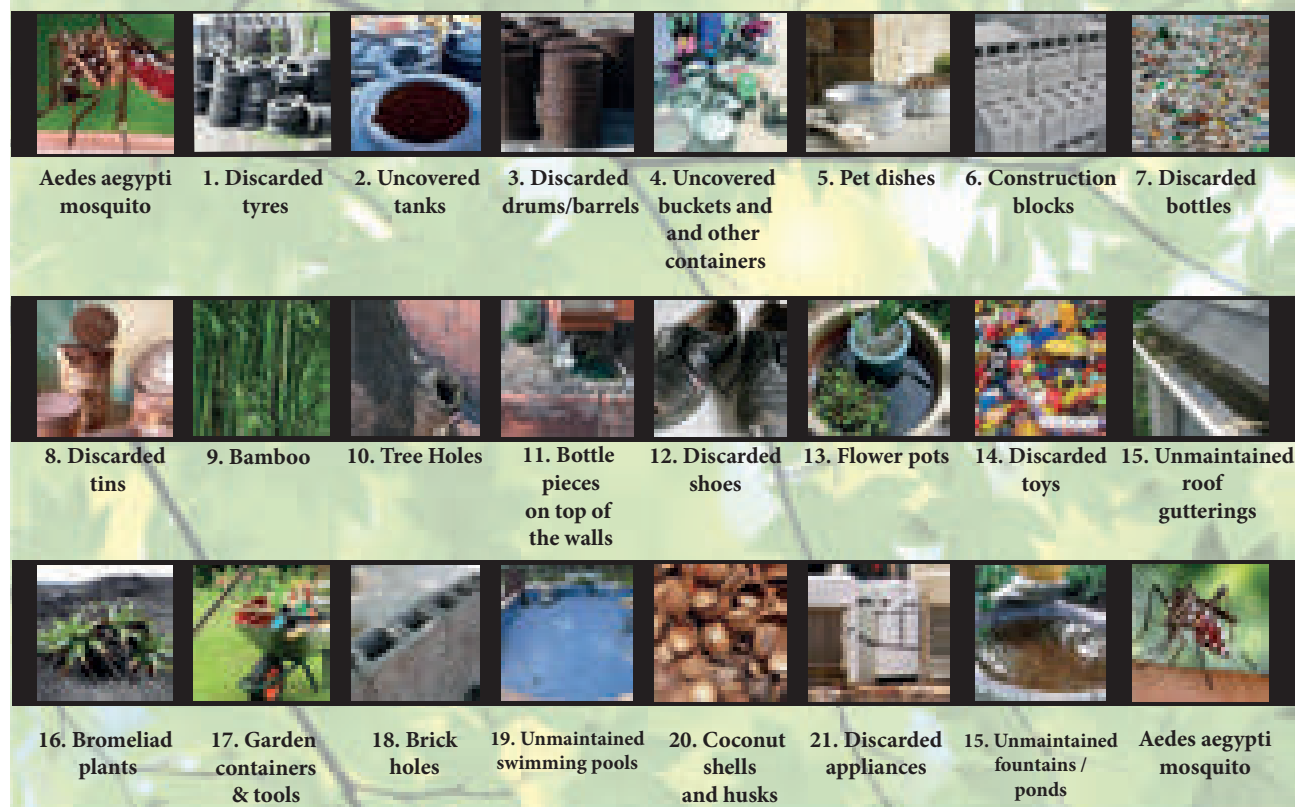 Aedes aegypti
mosquito
1. Discarded
tyres
2. Uncovered
tanks
3. Discarded
drums/barrels
4. Uncovered
buckets and
and other
containers
5. Pet dishes
6. Construction
blocks
7. Discarded
bottles
8. Discarded
tins
9. Bamboo
10. Tree Holes
11. Bottle
pieces
on top of
the walls
12. Discarded
shoes
13. Flower pots
14. Discarded
toys
15. Unmaintained
roof
gutterings
16. Bromeliad
plants
17. Garden
containers
& tools
18. Brick
holes
19. Unmaintained
swimming pools
20. Coconut
shells
and husks
21. Discarded
appliances
15. Unmaintained
fountains /
ponds
Aedes aegypti
mosquito